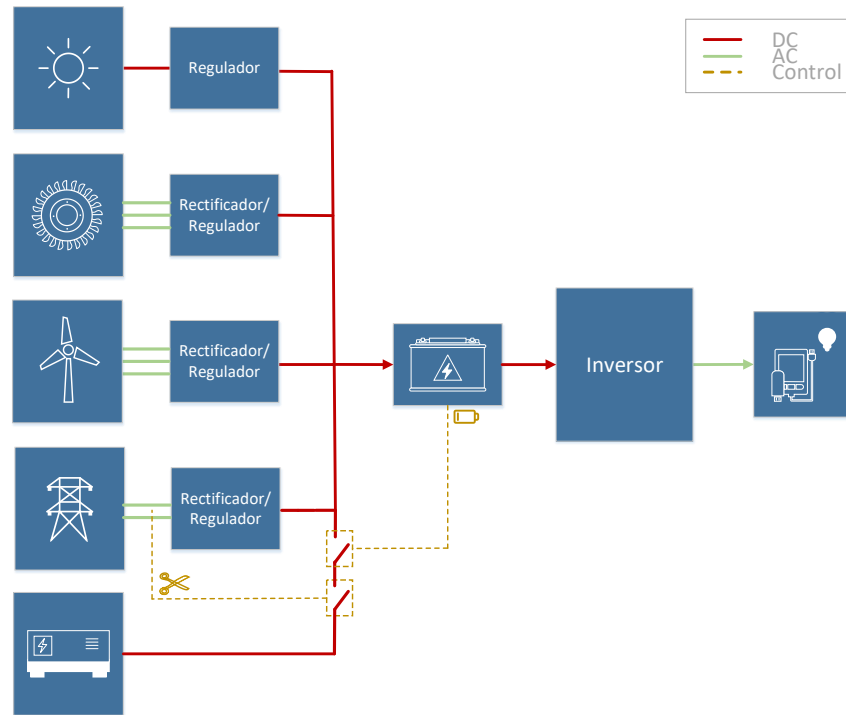 Regulador
DC
AC
Control
Rectificador/
Regulador
Rectificador/
Regulador
Inversor
Rectificador/
Regulador